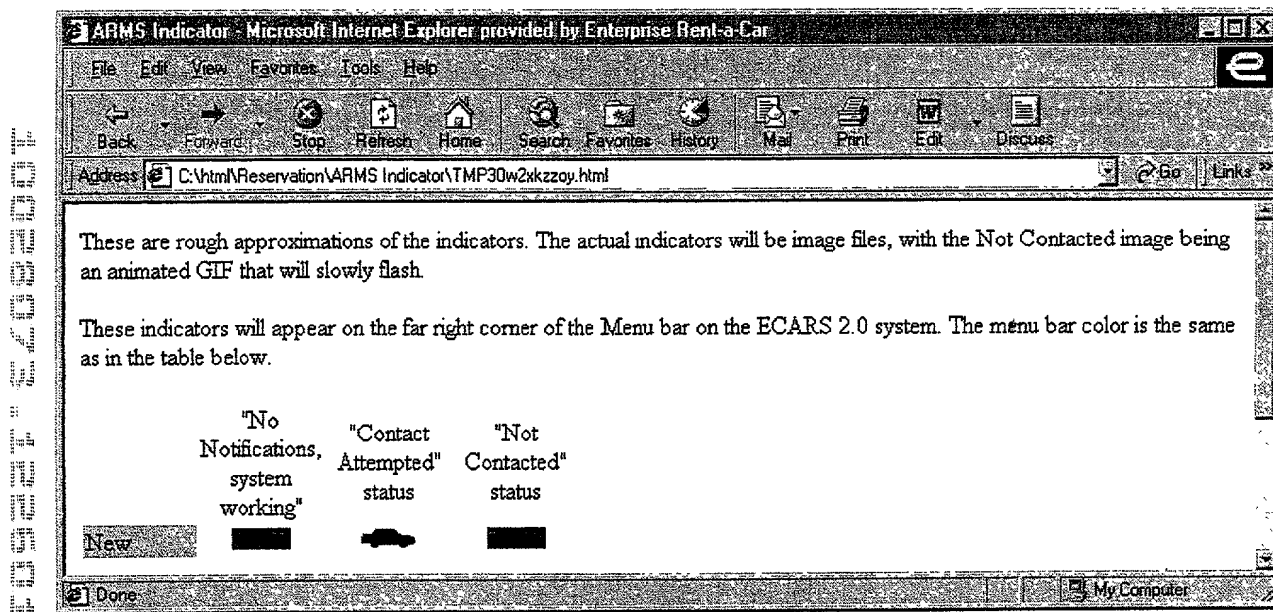 ARMS Indicator - Microsoft Internet Explorer provided by Enterprise Rent-a-Car
File Edit View Favorites Tools Help
Back Forward Stop Refresh Home Search Favorites History Mail Print Edit Discuss
Address C:\html\Reservation\ARMS Indicator\TMP30w2xkzzoy.html Go Links »
These are rough approximations of the indicators. The actual indicators will be image files, with the Not Contacted image being
an animated GIF that will slowly flash.
These indicators will appear on the far right corner of the Menu bar on the ECARS 2.0 system. The menu bar color is the same
as in the table below.
"No
Notifications,
system
working"
"Contact
Attempted"
status
"Not
Contacted"
status
New
Done My Computer